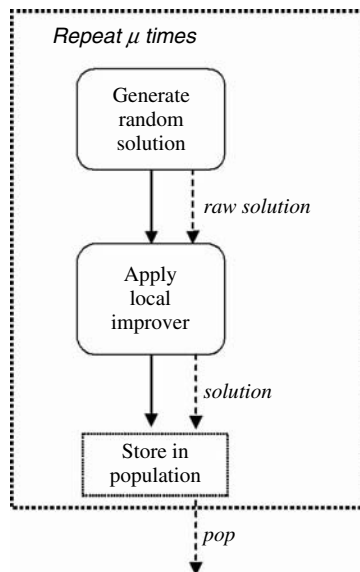 Repeat μ times
Generate
random
solution
raw solution
Apply
local
improver
solution
Store in
population
pop